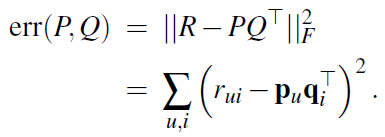 err(P, Q) = ||R − PQ^⊤||_F^2
= ∑_{u,i} (r_{ui} − p_u q_i^⊤)^2 .